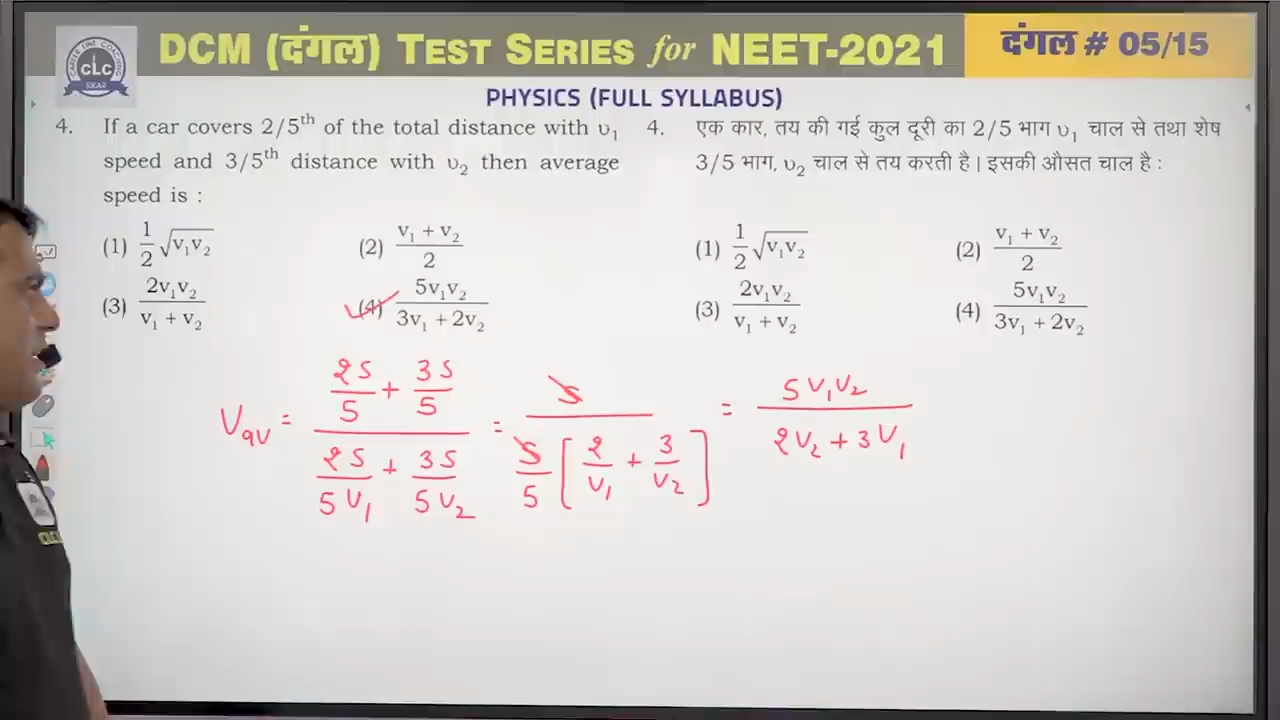 DCM (दंगल) TEST SERIES for NEET-2021
दंगल # 05/15
CLC
SIKAR
PHYSICS (FULL SYLLABUS)
4. If a car covers 2/5th of the total distance with υ₁
speed and 3/5th distance with υ₂ then average
speed is :
(1) 1/2 √v₁v₂ (2) (v₁ + v₂)/2
(3) 2v₁v₂/(v₁ + v₂) (4) 5v₁v₂/(3v₁ + 2v₂)
4. एक कार, तय की गई कुल दूरी का 2/5 भाग υ₁ चाल से तथा शेष
3/5 भाग, υ₂ चाल से तय करती है। इसकी औसत चाल है :
(1) 1/2 √v₁v₂ (2) (v₁ + v₂)/2
(3) 2v₁v₂/(v₁ + v₂) (4) 5v₁v₂/(3v₁ + 2v₂)
Vav = (2S/5 + 3S/5)/(2S/5V₁ + 3S/5V₂) = S/(S/5 [2/V₁ + 3/V₂]) = 5V₁V₂/(2V₂ + 3V₁)